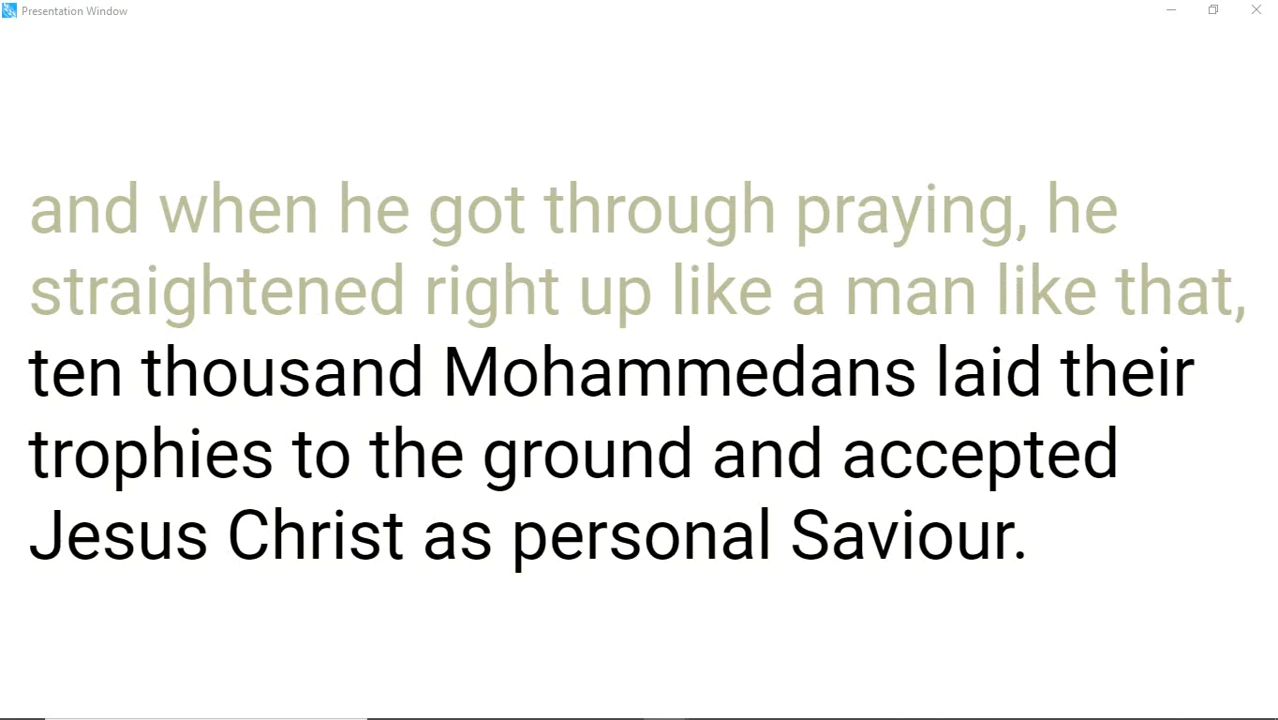 Presentation Window
and when he got through praying, he
straightened right up like a man like that,
ten thousand Mohammedans laid their
trophies to the ground and accepted
Jesus Christ as personal Saviour.